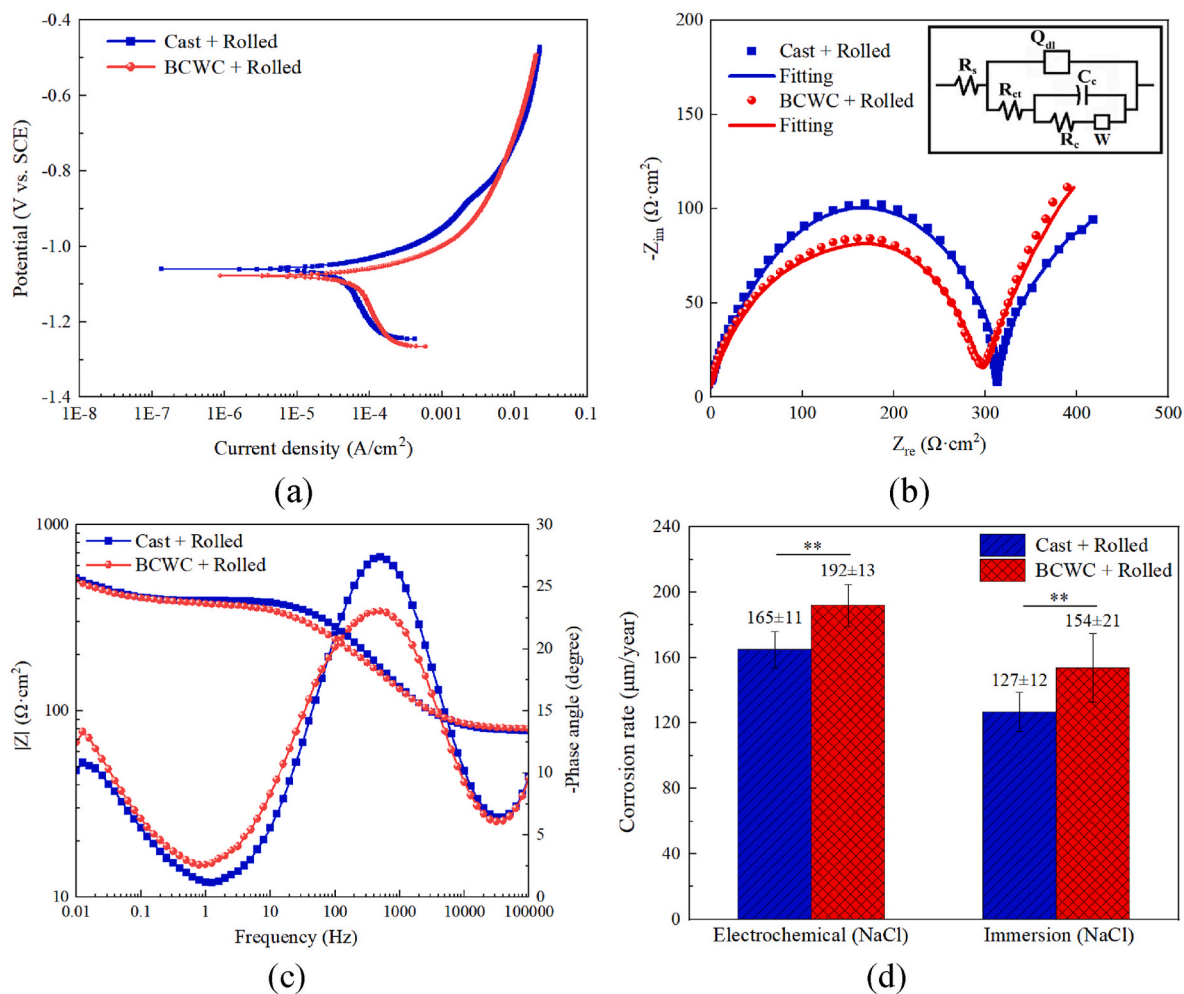 -0.4
-0.6
-0.8
-1.0
-1.2
-1.4
Potential (V vs. SCE)
Cast + Rolled
BCWC + Rolled
1E-8 1E-7 1E-6 1E-5 1E-4 0.001 0.01 0.1
Current density (A/cm²)
(a)
200
150
100
50
0
-Zim (Ω·cm²)
Cast + Rolled
Fitting
BCWC + Rolled
Fitting
Qdl
Rs
Rct
Cc
Rc
W
0 100 200 300 400 500
Zre (Ω·cm²)
(b)
1000
100
10
|Z| (Ω·cm²)
Cast + Rolled
BCWC + Rolled
30
25
20
15
10
5
0
-Phase angle (degree)
0.01 0.1 1 10 100 1000 10000 100000
Frequency (Hz)
(c)
240
200
160
120
80
40
0
Corrosion rate (μm/year)
Cast + Rolled
BCWC + Rolled
**
192±13
165±11
**
154±21
127±12
Electrochemical (NaCl) Immersion (NaCl)
(d)